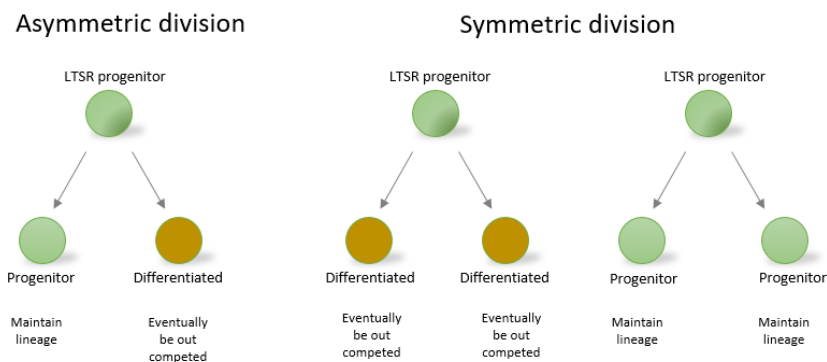 Asymmetric division
Symmetric division
LTSR progenitor
LTSR progenitor
LTSR progenitor
Progenitor
Differentiated
Differentiated
Differentiated
Progenitor
Progenitor
Maintain
lineage
Eventually
be out
competed
Eventually
be out
competed
Eventually
be out
competed
Maintain
lineage
Maintain
lineage